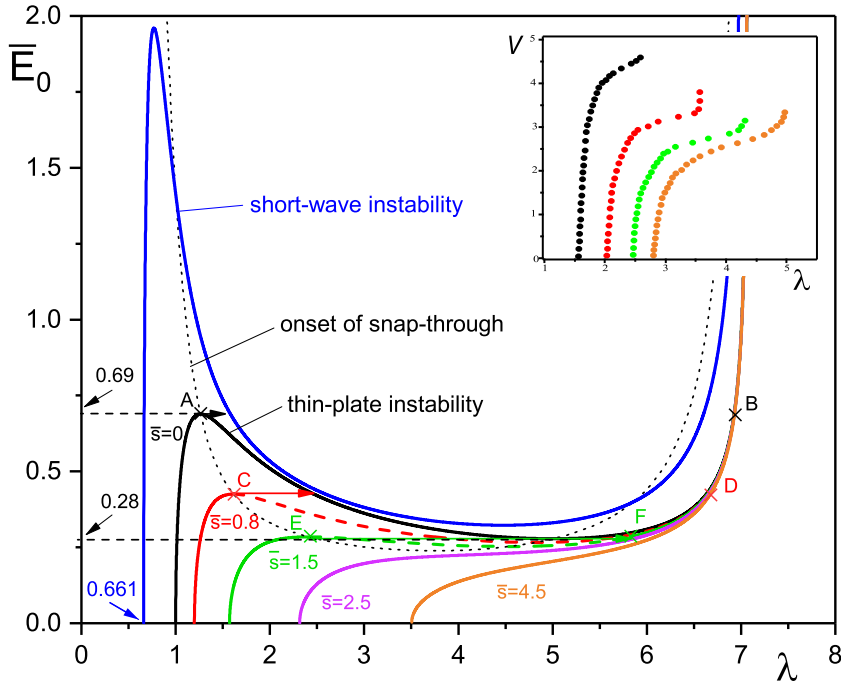 2.0
1.5
1.0
0.5
0.0
Ē₀
0 1 2 3 4 5 6 7 8
λ
short-wave instability
onset of snap-through
thin-plate instability
0.69
0.28
0.661
A
B
C
D
E
F
s̄=0
s̄=0.8
s̄=1.5
s̄=2.5
s̄=4.5
V
5
4
3
2
1
0
1 2 3 4 5
λ